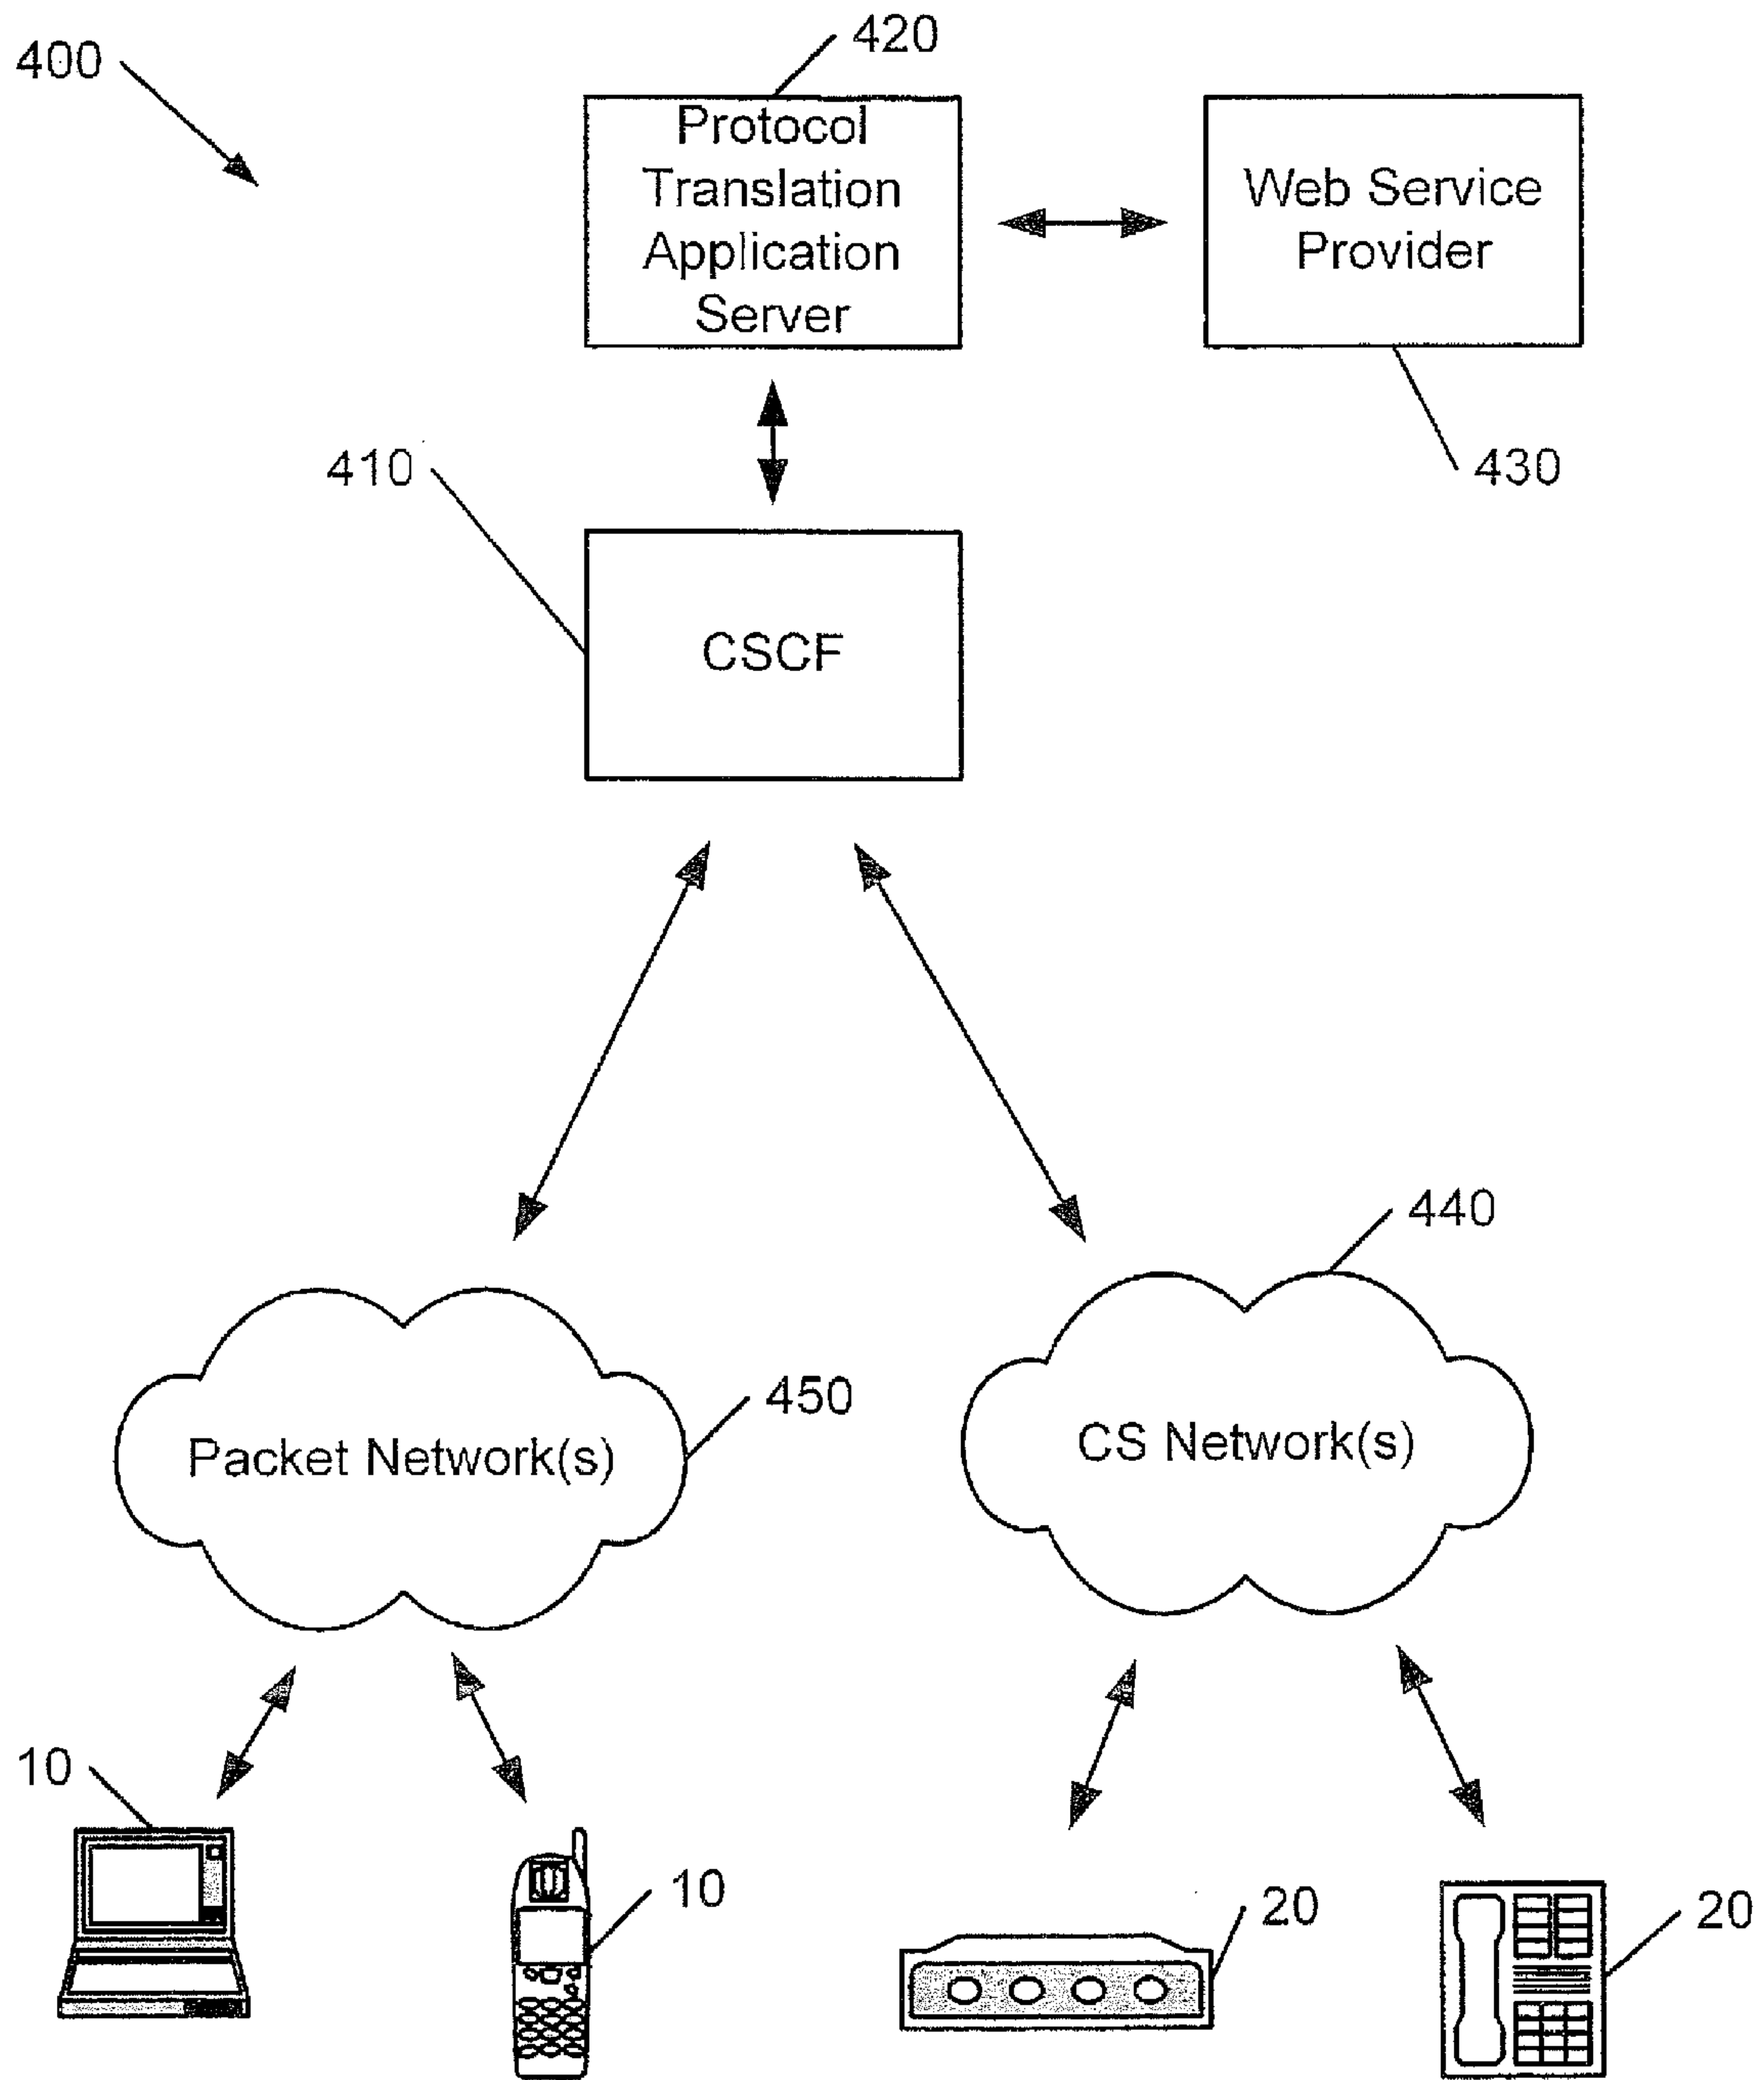 400
420
Protocol
Translation
Application
Server
Web Service
Provider
410
430
CSCF
440
450
Packet Network(s)
CS Network(s)
10
10
20
20